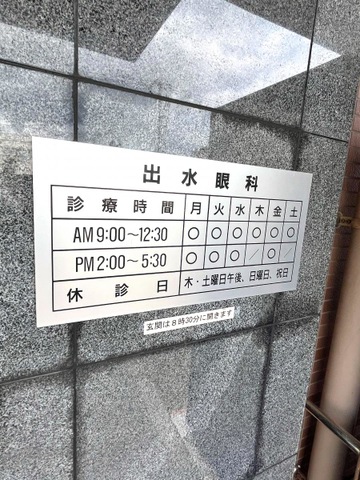 出水眼科
診療時間 月 火 水 木 金 土
AM 9:00～12:30 ○ ○ ○ ○ ○ ○
PM 2:00～5:30 ○ ○ ○ ／ ○ ／
休診日 木・土曜日午後、日曜日、祝日
玄関は8時30分に開きます